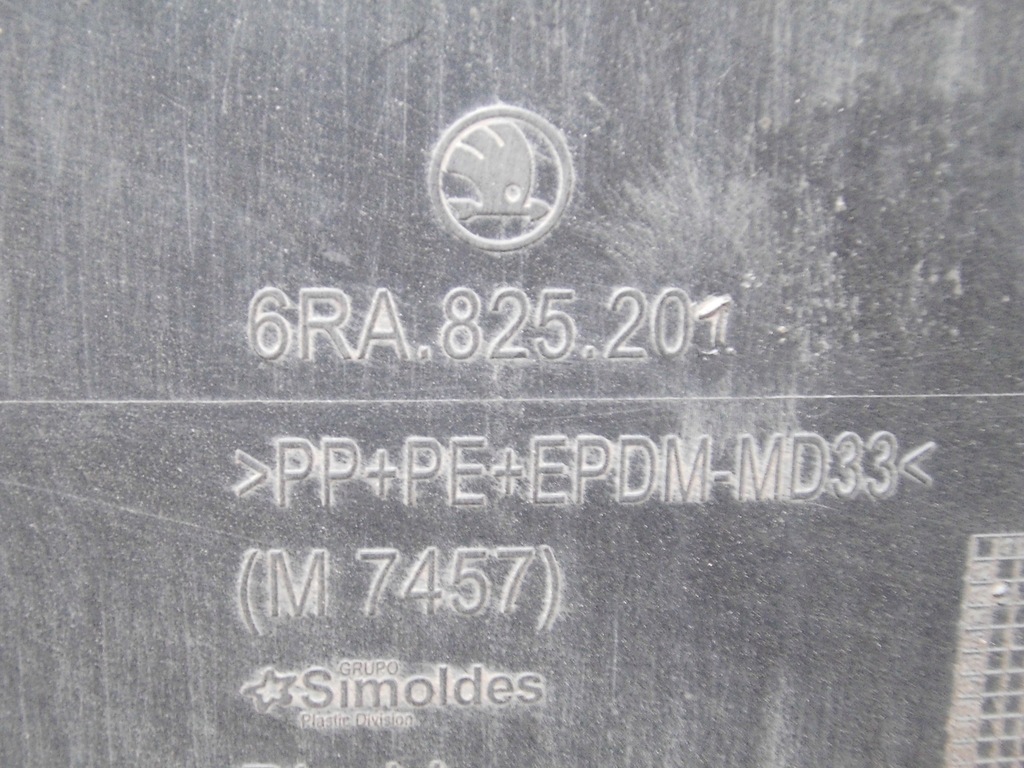 6RA.825.201
>PP+PE+EPDM-MD33<
(M 7457)
GRUPO
Simoldes
Plastic Division